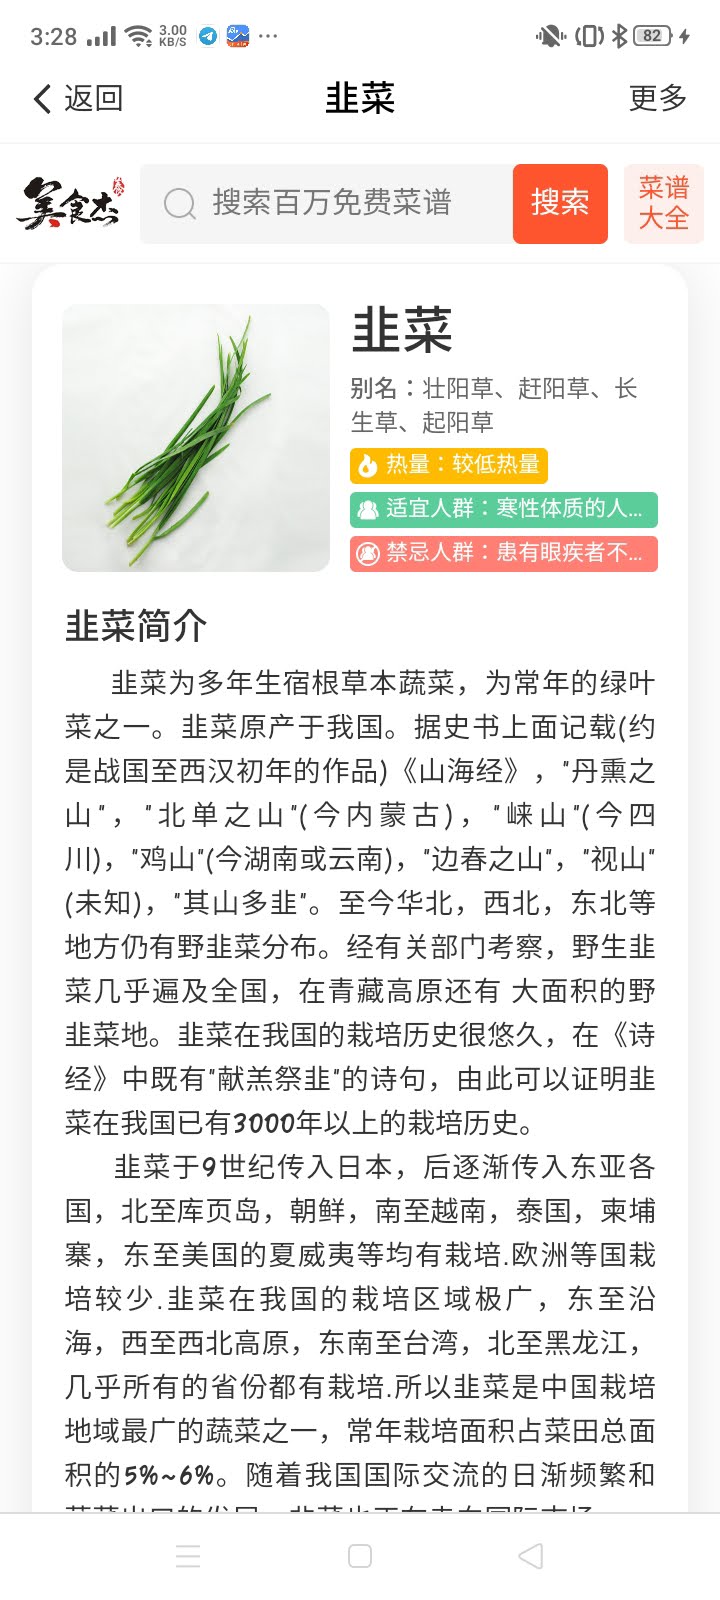 3:28
3.00
KB/S
82
返回
韭菜
更多
美食杰
搜索百万免费菜谱
搜索
菜谱
大全
韭菜
别名：壮阳草、赶阳草、长
生草、起阳草
热量：较低热量
适宜人群：寒性体质的人...
禁忌人群：患有眼疾者不...
韭菜简介
韭菜为多年生宿根草本蔬菜，为常年的绿叶
菜之一。韭菜原产于我国。据史书上面记载(约
是战国至西汉初年的作品)《山海经》，"丹熏之
山"，"北单之山"(今内蒙古)，"崃山"(今四
川)，"鸡山"(今湖南或云南)，"边春之山"，"视山"
(未知)，"其山多韭"。至今华北，西北，东北等
地方仍有野韭菜分布。经有关部门考察，野生韭
菜几乎遍及全国，在青藏高原还有 大面积的野
韭菜地。韭菜在我国的栽培历史很悠久，在《诗
经》中既有"献羔祭韭"的诗句，由此可以证明韭
菜在我国已有3000年以上的栽培历史。
韭菜于9世纪传入日本，后逐渐传入东亚各
国，北至库页岛，朝鲜，南至越南，泰国，柬埔
寨，东至美国的夏威夷等均有栽培.欧洲等国栽
培较少.韭菜在我国的栽培区域极广，东至沿
海，西至西北高原，东南至台湾，北至黑龙江，
几乎所有的省份都有栽培.所以韭菜是中国栽培
地域最广的蔬菜之一，常年栽培面积占菜田总面
积的5%~6%。随着我国国际交流的日渐频繁和